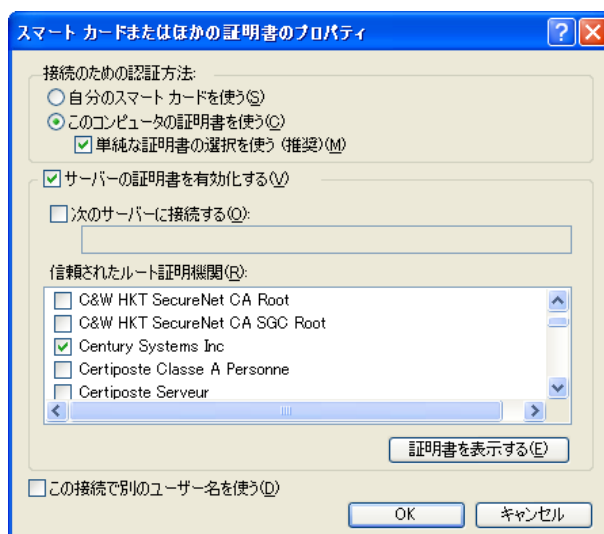 スマート カードまたはほかの証明書のプロパティ
接続のための認証方法:
自分のスマート カードを使う(S)
このコンピュータの証明書を使う(C)
単純な証明書の選択を使う (推奨)(M)
サーバーの証明書を有効化する(V)
次のサーバーに接続する(O):
信頼されたルート証明機関(R):
C&W HKT SecureNet CA Root
C&W HKT SecureNet CA SGC Root
Century Systems Inc
Certiposte Classe A Personne
Certiposte Serveur
証明書を表示する(E)
この接続で別のユーザー名を使う(D)
OK キャンセル